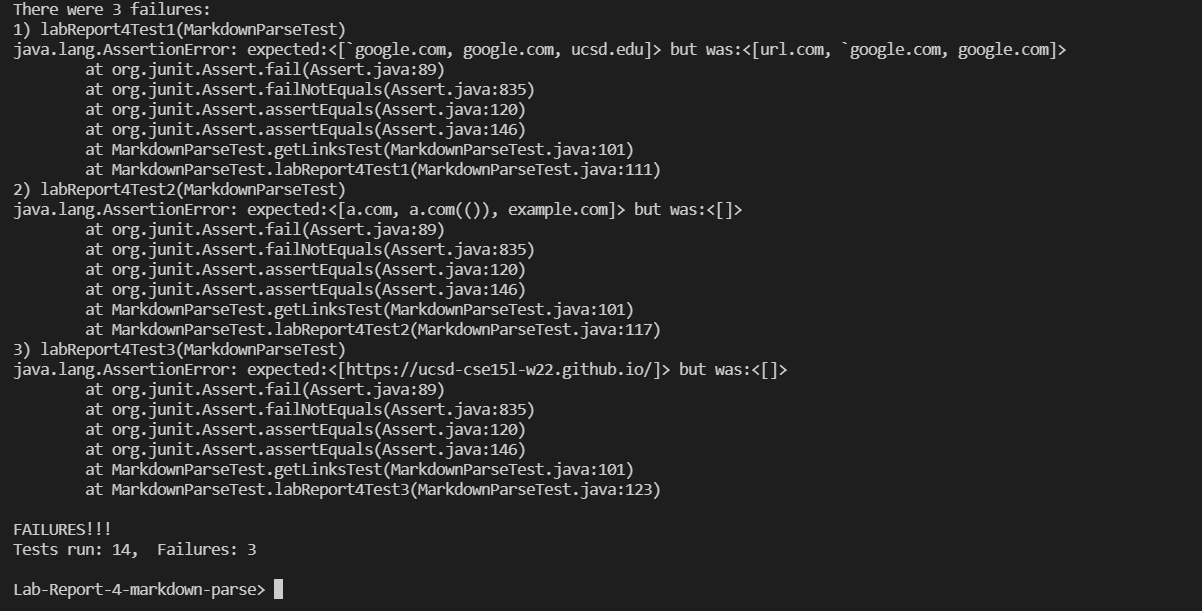 There were 3 failures:
1) labReport4Test1(MarkdownParseTest)
java.lang.AssertionError: expected:<[`google.com, google.com, ucsd.edu]> but was:<[url.com, `google.com, google.com]>
        at org.junit.Assert.fail(Assert.java:89)
        at org.junit.Assert.failNotEquals(Assert.java:835)
        at org.junit.Assert.assertEquals(Assert.java:120)
        at org.junit.Assert.assertEquals(Assert.java:146)
        at MarkdownParseTest.getLinksTest(MarkdownParseTest.java:101)
        at MarkdownParseTest.labReport4Test1(MarkdownParseTest.java:111)
2) labReport4Test2(MarkdownParseTest)
java.lang.AssertionError: expected:<[a.com, a.com(()), example.com]> but was:<[]>
        at org.junit.Assert.fail(Assert.java:89)
        at org.junit.Assert.failNotEquals(Assert.java:835)
        at org.junit.Assert.assertEquals(Assert.java:120)
        at org.junit.Assert.assertEquals(Assert.java:146)
        at MarkdownParseTest.getLinksTest(MarkdownParseTest.java:101)
        at MarkdownParseTest.labReport4Test2(MarkdownParseTest.java:117)
3) labReport4Test3(MarkdownParseTest)
java.lang.AssertionError: expected:<[https://ucsd-cse15l-w22.github.io/]> but was:<[]>
        at org.junit.Assert.fail(Assert.java:89)
        at org.junit.Assert.failNotEquals(Assert.java:835)
        at org.junit.Assert.assertEquals(Assert.java:120)
        at org.junit.Assert.assertEquals(Assert.java:146)
        at MarkdownParseTest.getLinksTest(MarkdownParseTest.java:101)
        at MarkdownParseTest.labReport4Test3(MarkdownParseTest.java:123)

FAILURES!!!
Tests run: 14,  Failures: 3

Lab-Report-4-markdown-parse>